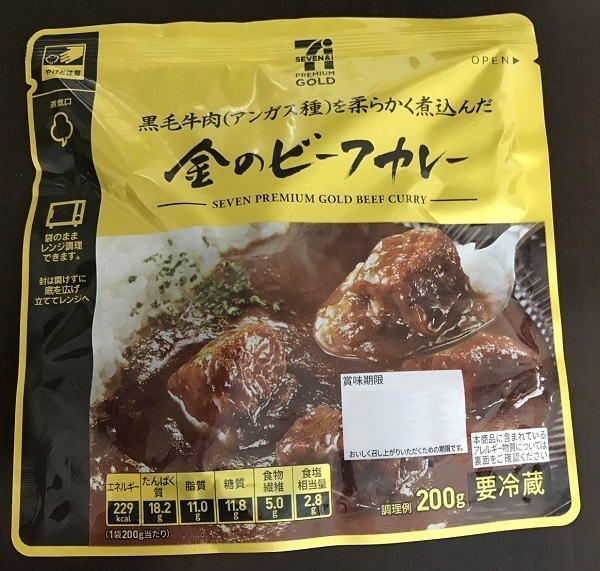 やけど注意
SEVEN&i
PREMIUM
GOLD
OPEN▶
蒸気口
黒毛牛肉(アンガス種)を柔らかく煮込んだ
金のビーフカレー
SEVEN PREMIUM GOLD BEEF CURRY
袋のまま
レンジ調理
できます。
封は開けずに
底を広げ
立ててレンジへ
賞味期限
おいしく召し上がりいただくための期限です。
本商品に含まれている
アレルギー物質については
裏面をご確認ください
エネルギー たんぱく質 脂質 糖質 食物繊維 食塩相当量
229kcal 18.2g 11.0g 11.8g 5.0g 2.8g
(1袋200g当たり)
調理例 200g 要冷蔵